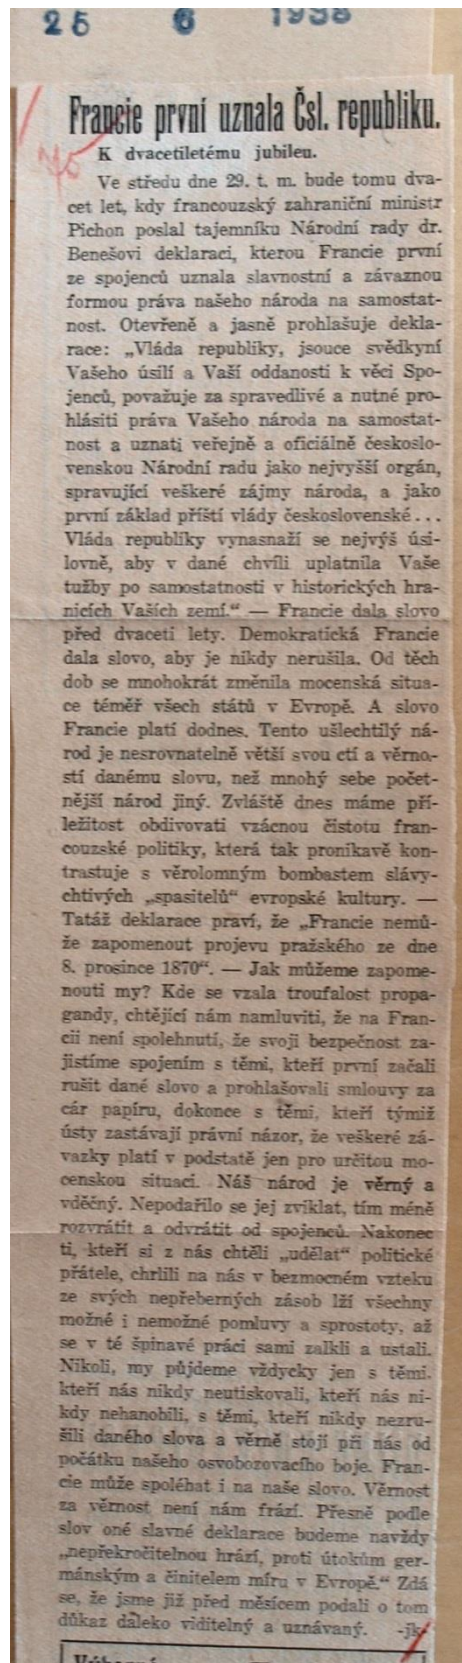 25 6 1938
75
Francie první uznala Čsl. republiku.
K dvacetiletému jubileu.
Ve středu dne 29. t. m. bude tomu dva-
cet let, kdy francouzský zahraniční ministr
Pichon poslal tajemníku Národní rady dr.
Benešovi deklaraci, kterou Francie první
ze spojenců uznala slavnostní a závaznou
formou práva našeho národa na samostat-
nost. Otevřeně a jasně prohlašuje dekla-
race: „Vláda republiky, jsouce svědkyní
Vašeho úsilí a Vaší oddanosti k věci Spo-
jenců, považuje za spravedlivé a nutné pro-
hlásiti práva Vašeho národa na samostat-
nost a uznati veřejně a oficiálně českoslo-
venskou Národní radu jako nejvyšší orgán,
spravující veškeré zájmy národa, a jako
první základ příští vlády československé...
Vláda republiky vynasnaží se nejvýš úsi-
lovně, aby v dané chvíli uplatnila Vaše
tužby po samostatnosti v historických hra-
nicích Vašich zemí.“ — Francie dala slovo
před dvaceti lety. Demokratická Francie
dala slovo, aby je nikdy nerušila. Od těch
dob se mnohokrát změnila mocenská situa-
ce téměř všech států v Evropě. A slovo
Francie platí dodnes. Tento ušlechtilý ná-
rod je nesrovnatelně větší svou ctí a věrno-
stí danému slovu, než mnohý sebe počet-
nější národ jiný. Zvláště dnes máme pří-
ležitost obdivovati vzácnou čistotu fran-
couzské politiky, která tak pronikavě kon-
trastuje s věrolomným bombastem slávy-
chtivých „spasitelů“ evropské kultury. —
Tatáž deklarace praví, že „Francie nemů-
že zapomenout projevu pražského ze dne
8. prosince 1870“. — Jak můžeme zapome-
nouti my? Kde se vzala troufalost propa-
gandy, chtějící nám namluviti, že na Fran-
cii není spolehnutí, že svoji bezpečnost za-
jistíme spojením s těmi, kteří první začali
rušit dané slovo a prohlašovali smlouvy za
cár papíru, dokonce s těmi, kteří týmiž
ústy zastávají právní názor, že veškeré zá-
vazky platí v podstatě jen pro určitou mo-
censkou situaci. Náš národ je věrný a
vděčný. Nepodařilo se jej zviklat, tím méně
rozvrátit a odvrátit od spojenců. Nakonec
ti, kteří si z nás chtěli „udělat“ politické
přátele, chrlili na nás v bezmocném vzteku
ze svých nepřeberných zásob lží všechny
možné i nemožné pomluvy a sprostoty, až
se v té špinavé práci sami zalkli a ustali.
Nikoli, my půjdeme vždycky jen s těmi,
kteří nás nikdy neutiskovali, kteří nás ni-
kdy nehanobili, s těmi, kteří nikdy nezru-
šili daného slova a věrně stojí při nás od
počátku našeho osvobozovacího boje. Fran-
cie může spoléhat i na naše slovo. Věrnost
za věrnost není nám frází. Přesně podle
slov oné slavné deklarace budeme navždy
„nepřekročitelnou hrází, proti útokům ger-
mánským a činitelem míru v Evropě.“ Zdá
se, že jsme již před měsícem podali o tom
důkaz daleko viditelný a uznávaný. -jk-